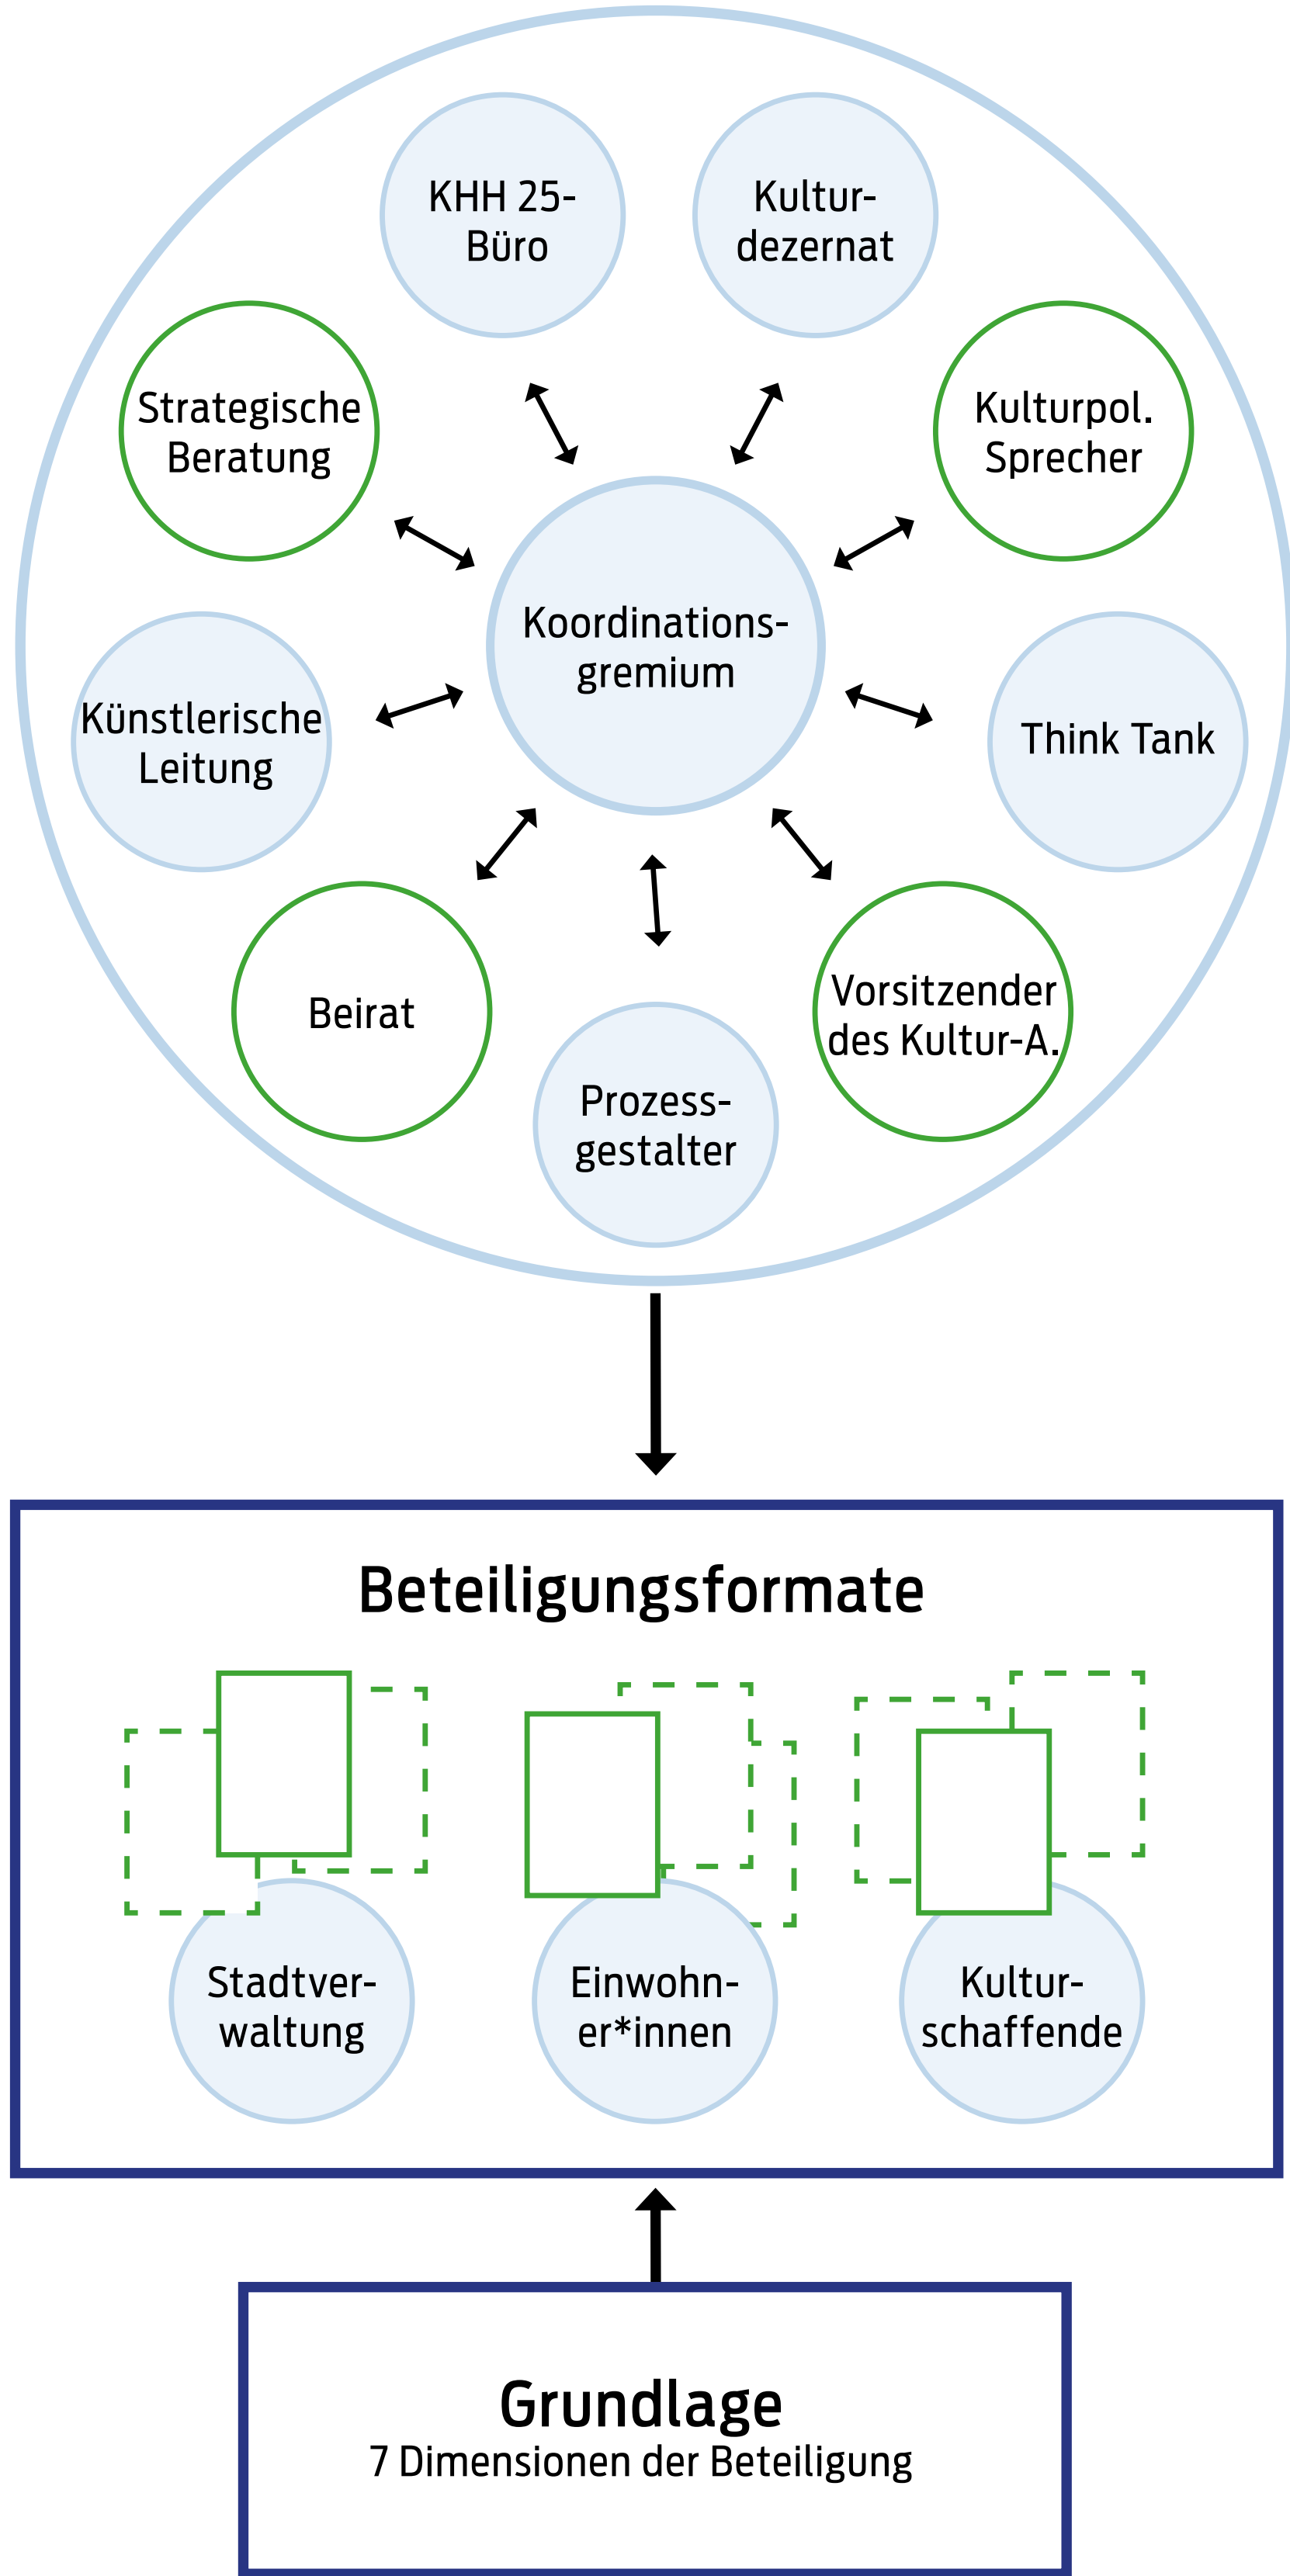 KHH 25-
Büro
Kultur-
dezernat
Strategische
Beratung
Kulturpol.
Sprecher
Koordinations-
gremium
Künstlerische
Leitung
Think Tank
Beirat
Vorsitzender
des Kultur-A.
Prozess-
gestalter
Beteiligungsformate
Stadtver-
waltung
Einwohn-
er*innen
Kultur-
schaffende
Grundlage
7 Dimensionen der Beteiligung